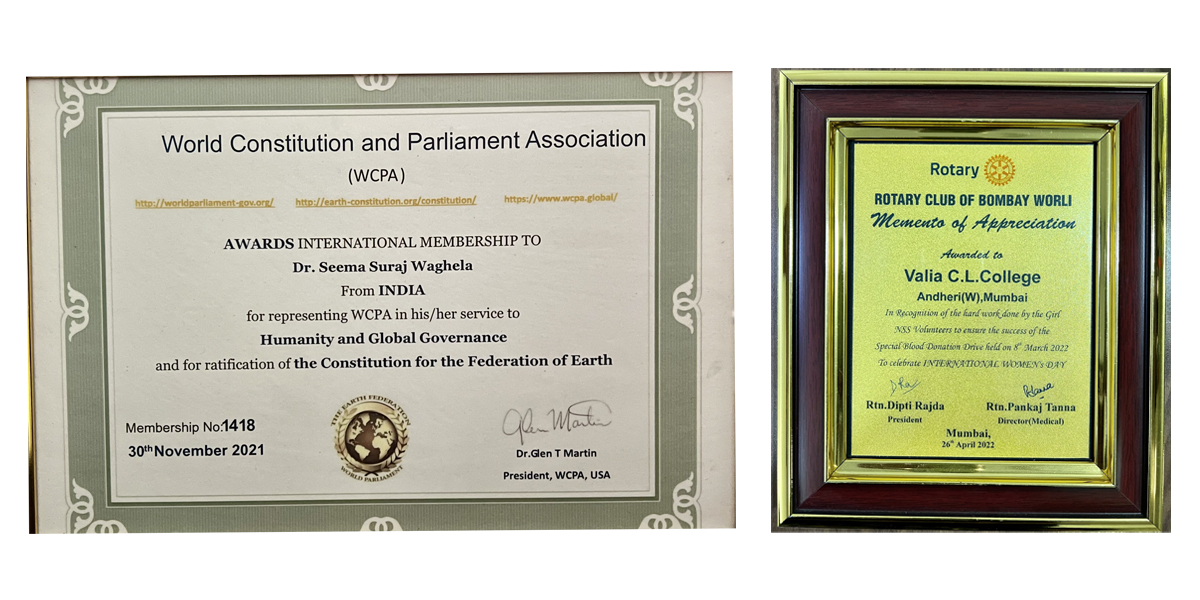 World Constitution and Parliament Association
(WCPA)
http://worldparliament-gov.org/ http://earth-constitution.org/constitution/ https://www.wcpa.global/
AWARDS INTERNATIONAL MEMBERSHIP TO
Dr. Seema Suraj Waghela
From INDIA
for representing WCPA in his/her service to
Humanity and Global Governance
and for ratification of the Constitution for the Federation of Earth
Membership No:1418
30th November 2021
THE EARTH FEDERATION
WORLD PARLIAMENT
Glen Martin
Dr.Glen T Martin
President, WCPA, USA
Rotary
ROTARY CLUB OF BOMBAY WORLI
Memento of Appreciation
Awarded to
Valia C.L.College
Andheri(W),Mumbai
In Recognition of the hard work done by the Girl
NSS Volunteers to ensure the success of the
Special Blood Donation Drive held on 8th March 2022
To celebrate INTERNATIONAL WOMEN's DAY
Rtn.Dipti Rajda
President
Rtn.Pankaj Tanna
Director(Medical)
Mumbai,
26th April 2022